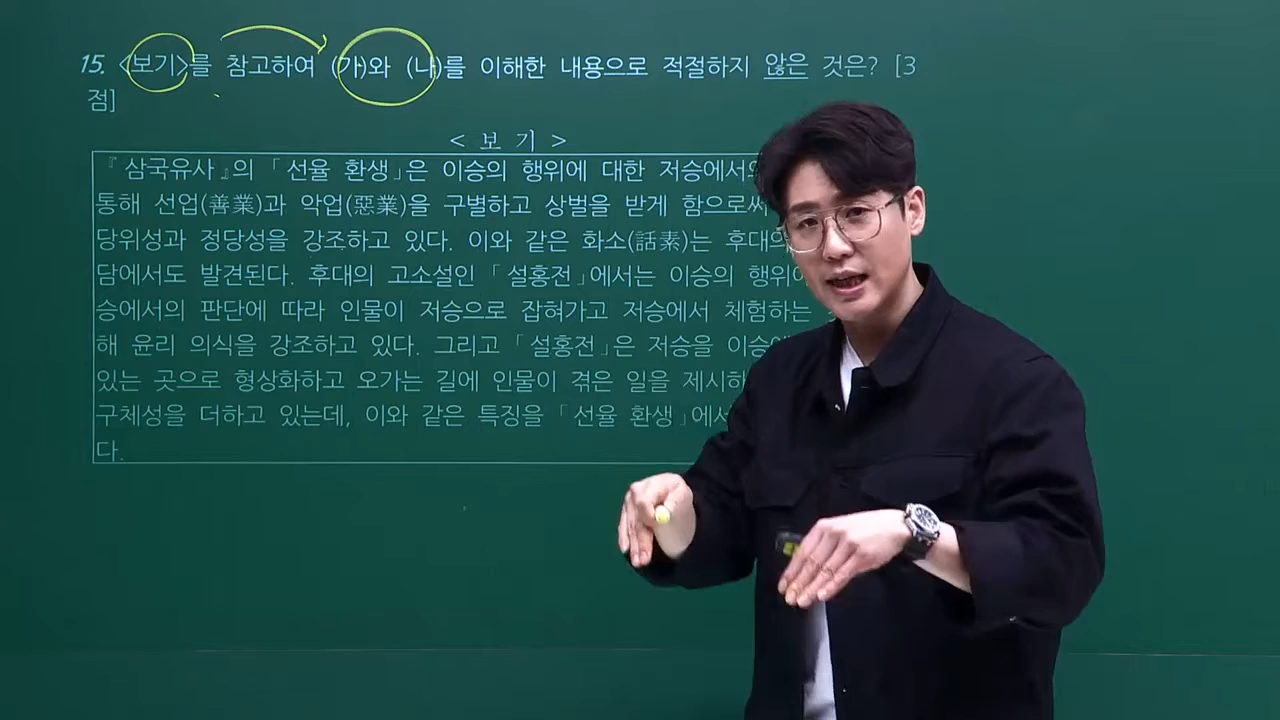 15. <보기>를 참고하여 (가)와 (나)를 이해한 내용으로 적절하지 않은 것은? [3
점]
< 보 기 >
『삼국유사』의 「선율 환생」은 이승의 행위에 대한 저승에서의
통해 선업(善業)과 악업(惡業)을 구별하고 상벌을 받게 함으로써
당위성과 정당성을 강조하고 있다. 이와 같은 화소(話素)는 후대의
담에서도 발견된다. 후대의 고소설인 「설홍전」에서는 이승의 행위에
승에서의 판단에 따라 인물이 저승으로 잡혀가고 저승에서 체험하는
해 윤리 의식을 강조하고 있다. 그리고 「설홍전」은 저승을
있는 곳으로 형상화하고 오가는 길에 인물이 겪은 일을
구체성을 더하고 있는데, 이와 같은 특징을 「선율 환생」에서
다.